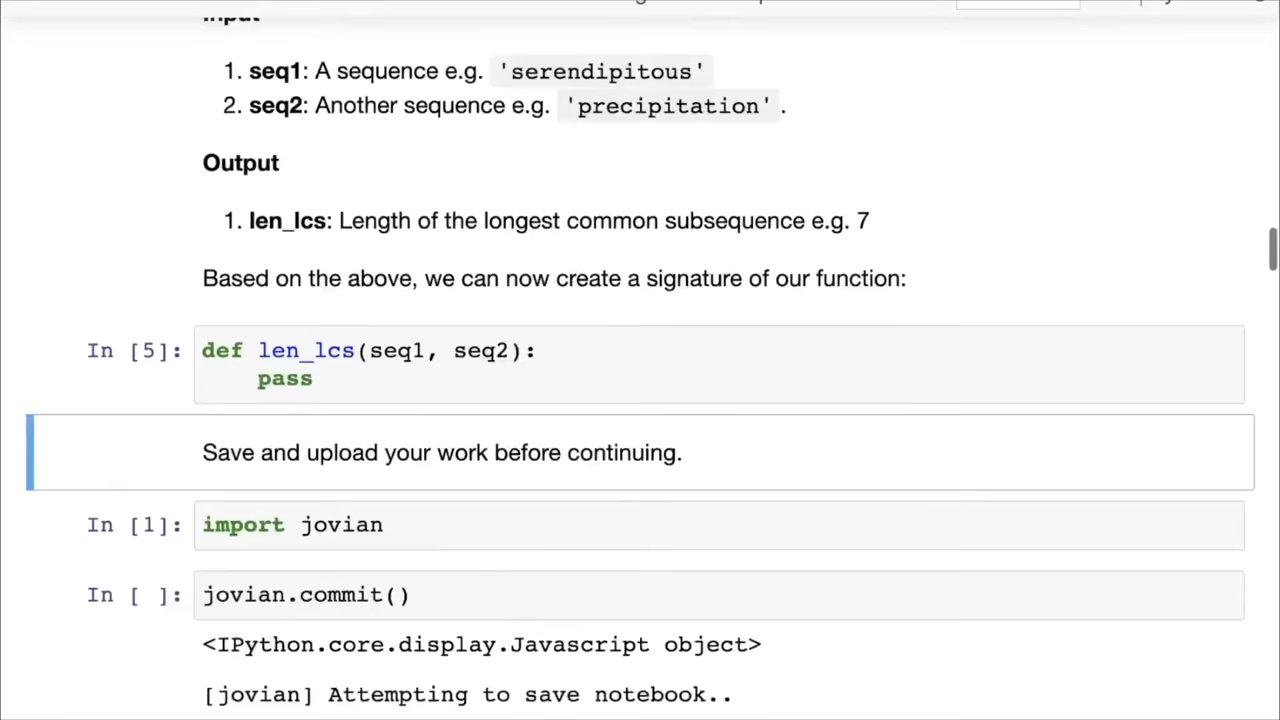 1. seq1: A sequence e.g. 'serendipitous'
2. seq2: Another sequence e.g. 'precipitation'.
Output
1. len_lcs: Length of the longest common subsequence e.g. 7
Based on the above, we can now create a signature of our function:
In [5]: def len_lcs(seq1, seq2):
pass
Save and upload your work before continuing.
In [1]: import jovian
In [ ]: jovian.commit()
<IPython.core.display.Javascript object>
[jovian] Attempting to save notebook..